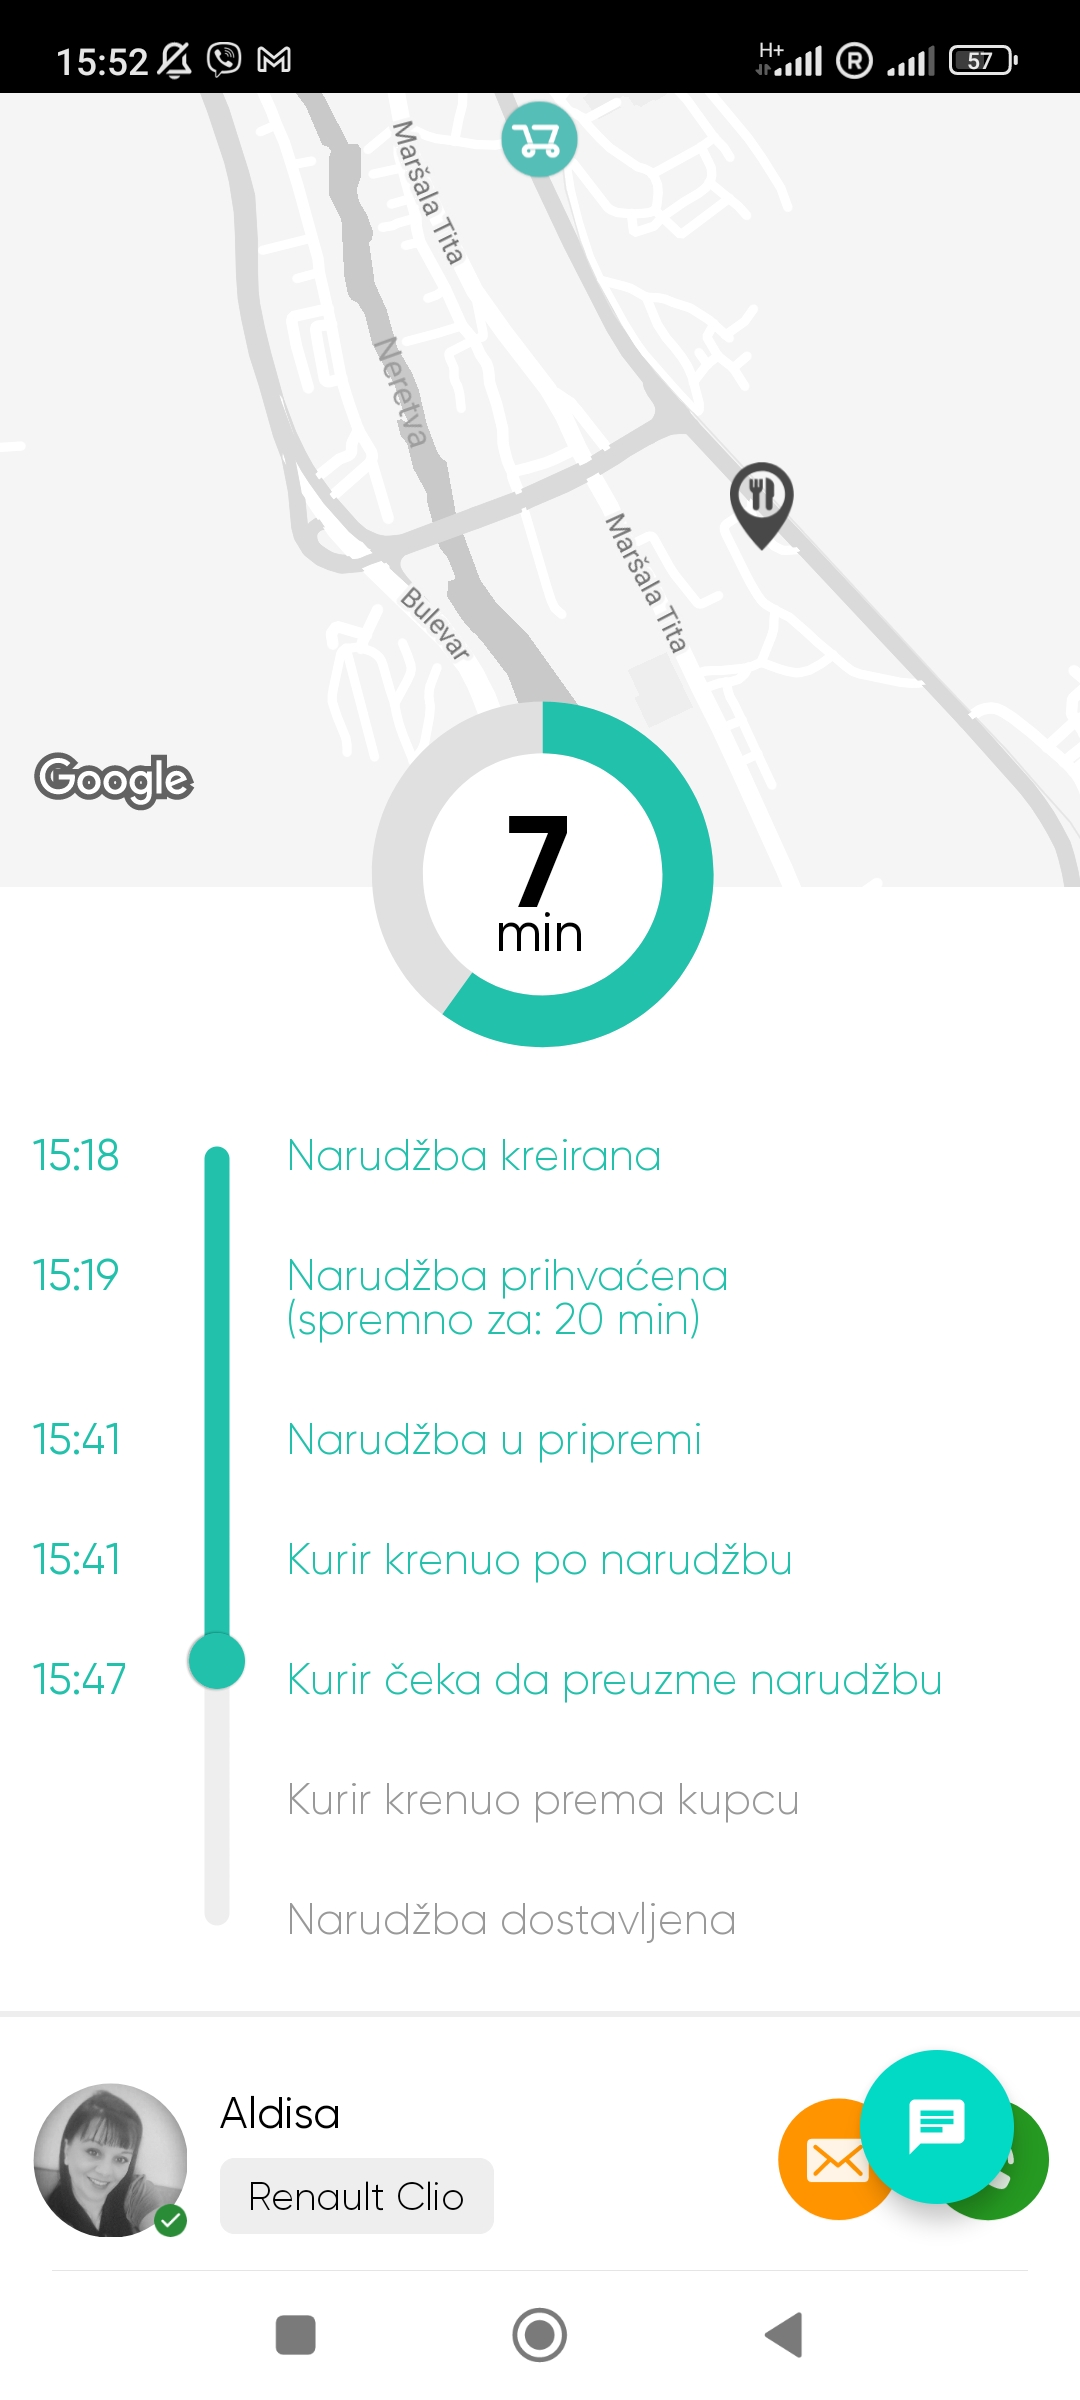 15:52 H+ R 57
Maršala Tita
Neretva
Maršala Tita
Bulevar
Google
7
min
15:18 Narudžba kreirana
15:19 Narudžba prihvaćena
(spremno za: 20 min)
15:41 Narudžba u pripremi
15:41 Kurir krenuo po narudžbu
15:47 Kurir čeka da preuzme narudžbu
Kurir krenuo prema kupcu
Narudžba dostavljena
Aldisa
Renault Clio